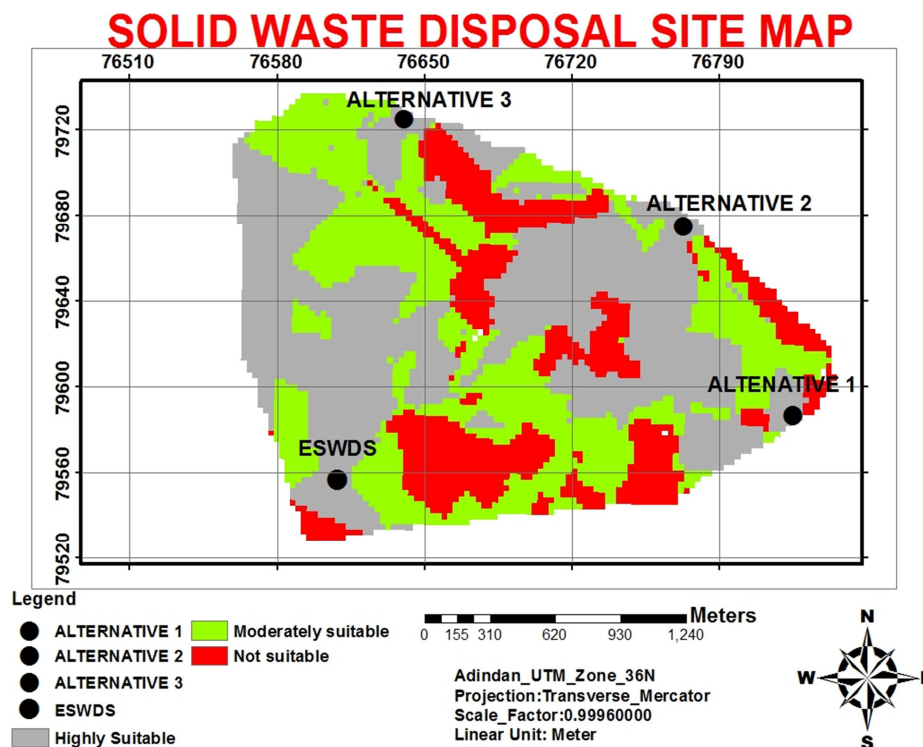 SOLID WASTE DISPOSAL SITE MAP
76510 76580 76650 76720 76790
ALTERNATIVE 3
79720
ALTERNATIVE 2
79680
79640
79600
ALTENATIVE 1
ESWDS
79560
79520
Legend
ALTERNATIVE 1
ALTERNATIVE 2
ALTERNATIVE 3
ESWDS
Highly Suitable
Moderately suitable
Not suitable
Meters
0 155 310 620 930 1,240
Adindan_UTM_Zone_36N
Projection:Transverse_Mercator
Scale_Factor:0.99960000
Linear Unit: Meter
N
W
S